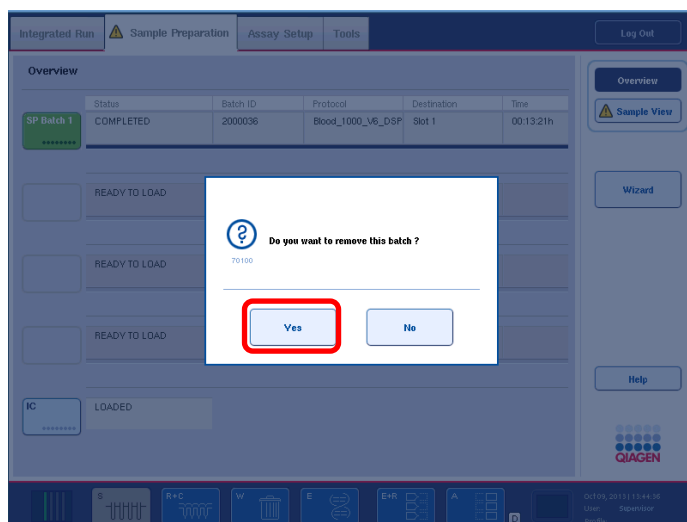 Integrated Run
Sample Preparation
Assay Setup
Tools
Log Out
Overview
Overview
Sample View
Status
Batch ID
Protocol
Destination
Time
SP Batch 1
COMPLETED
2000036
Blood_1000_V6_DSP
Slot 1
00:13:21h
READY TO LOAD
Wizard
Do you want to remove this batch ?
70100
READY TO LOAD
Yes
No
READY TO LOAD
Help
IC
LOADED
QIAGEN
S
R+C
W
E
E+R
A
D
Oct 09, 2013 | 13:44:36
User: Supervisor